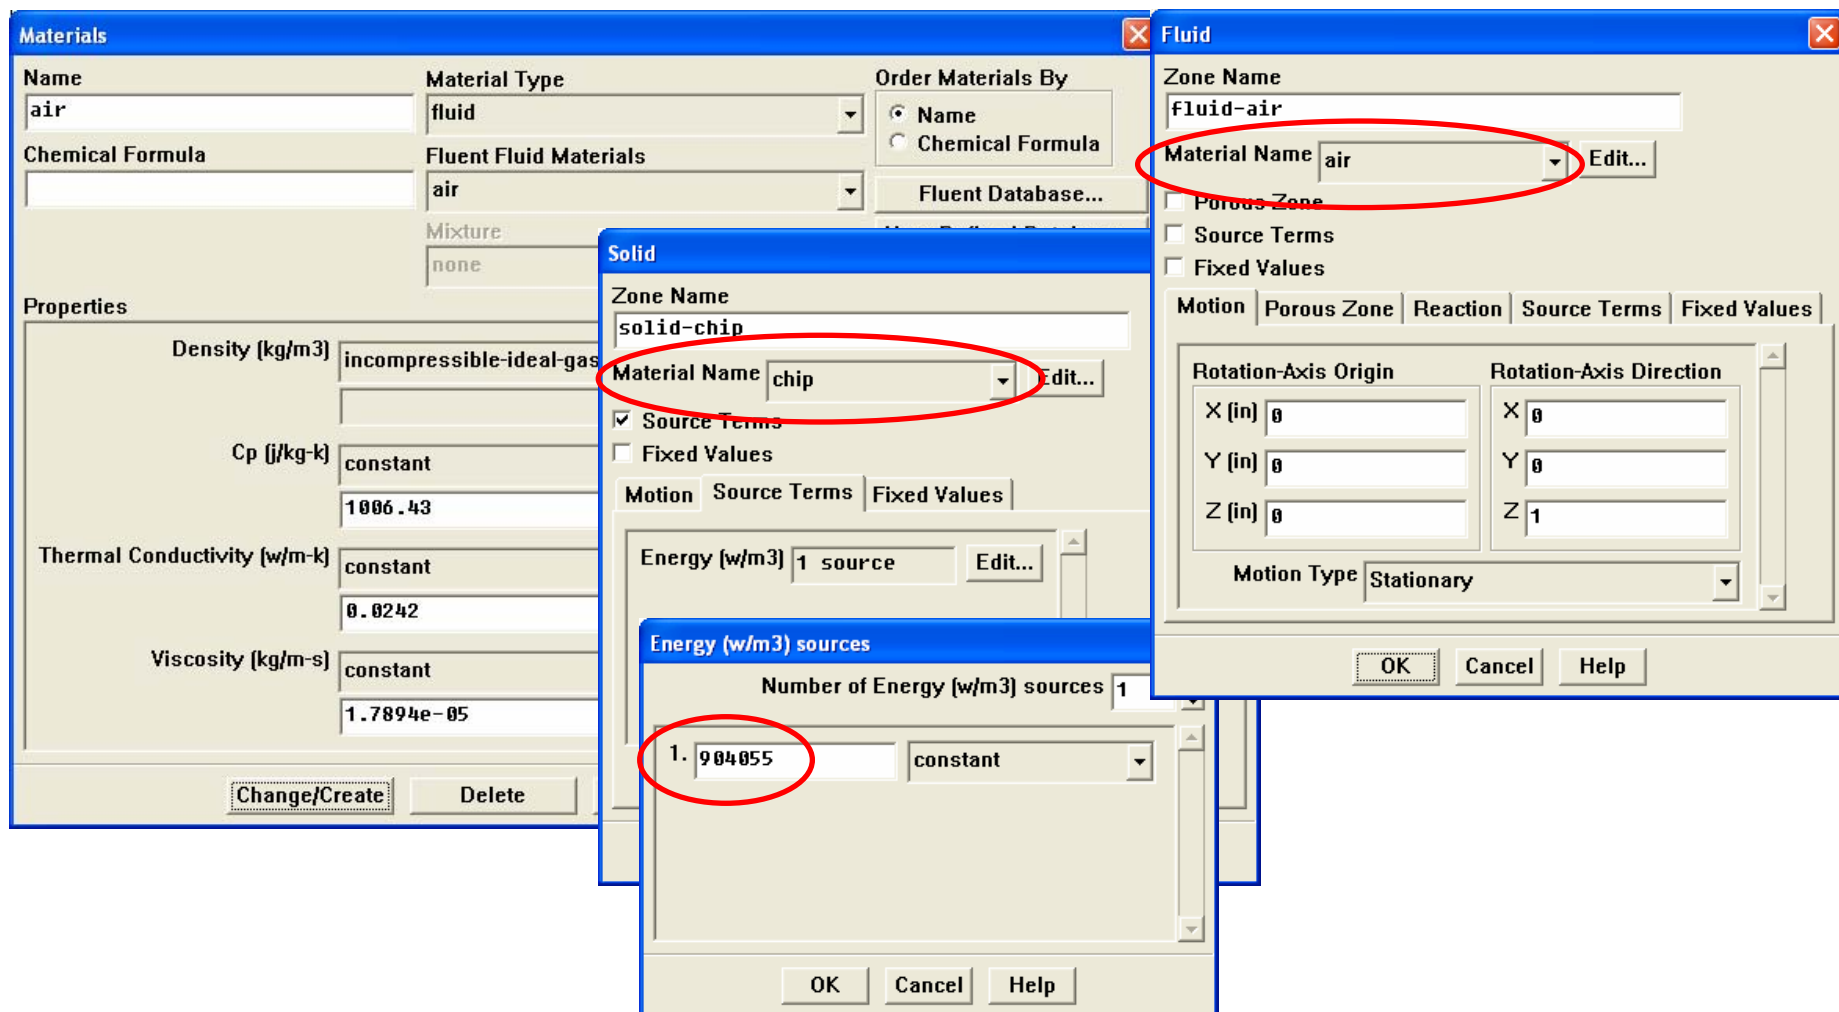 Materials
Name
air
Chemical Formula
Material Type
fluid
Fluent Fluid Materials
air
Mixture
none
Order Materials By
Name
Chemical Formula
Fluent Database...
Properties
Density (kg/m3) incompressible-ideal-gas
Cp (j/kg-k) constant
1006.43
Thermal Conductivity (w/m-k) constant
0.0242
Viscosity (kg/m-s) constant
1.7894e-05
Change/Create Delete
Solid
Zone Name
solid-chip
Material Name chip Edit...
Source Terms
Fixed Values
Motion Source Terms Fixed Values
Energy (w/m3) 1 source Edit...
Energy (w/m3) sources
Number of Energy (w/m3) sources 1
1. 904055 constant
OK Cancel Help
Fluid
Zone Name
fluid-air
Material Name air Edit...
Porous Zone
Source Terms
Fixed Values
Motion Porous Zone Reaction Source Terms Fixed Values
Rotation-Axis Origin Rotation-Axis Direction
X (in) 0 X 0
Y (in) 0 Y 0
Z (in) 0 Z 1
Motion Type Stationary
OK Cancel Help